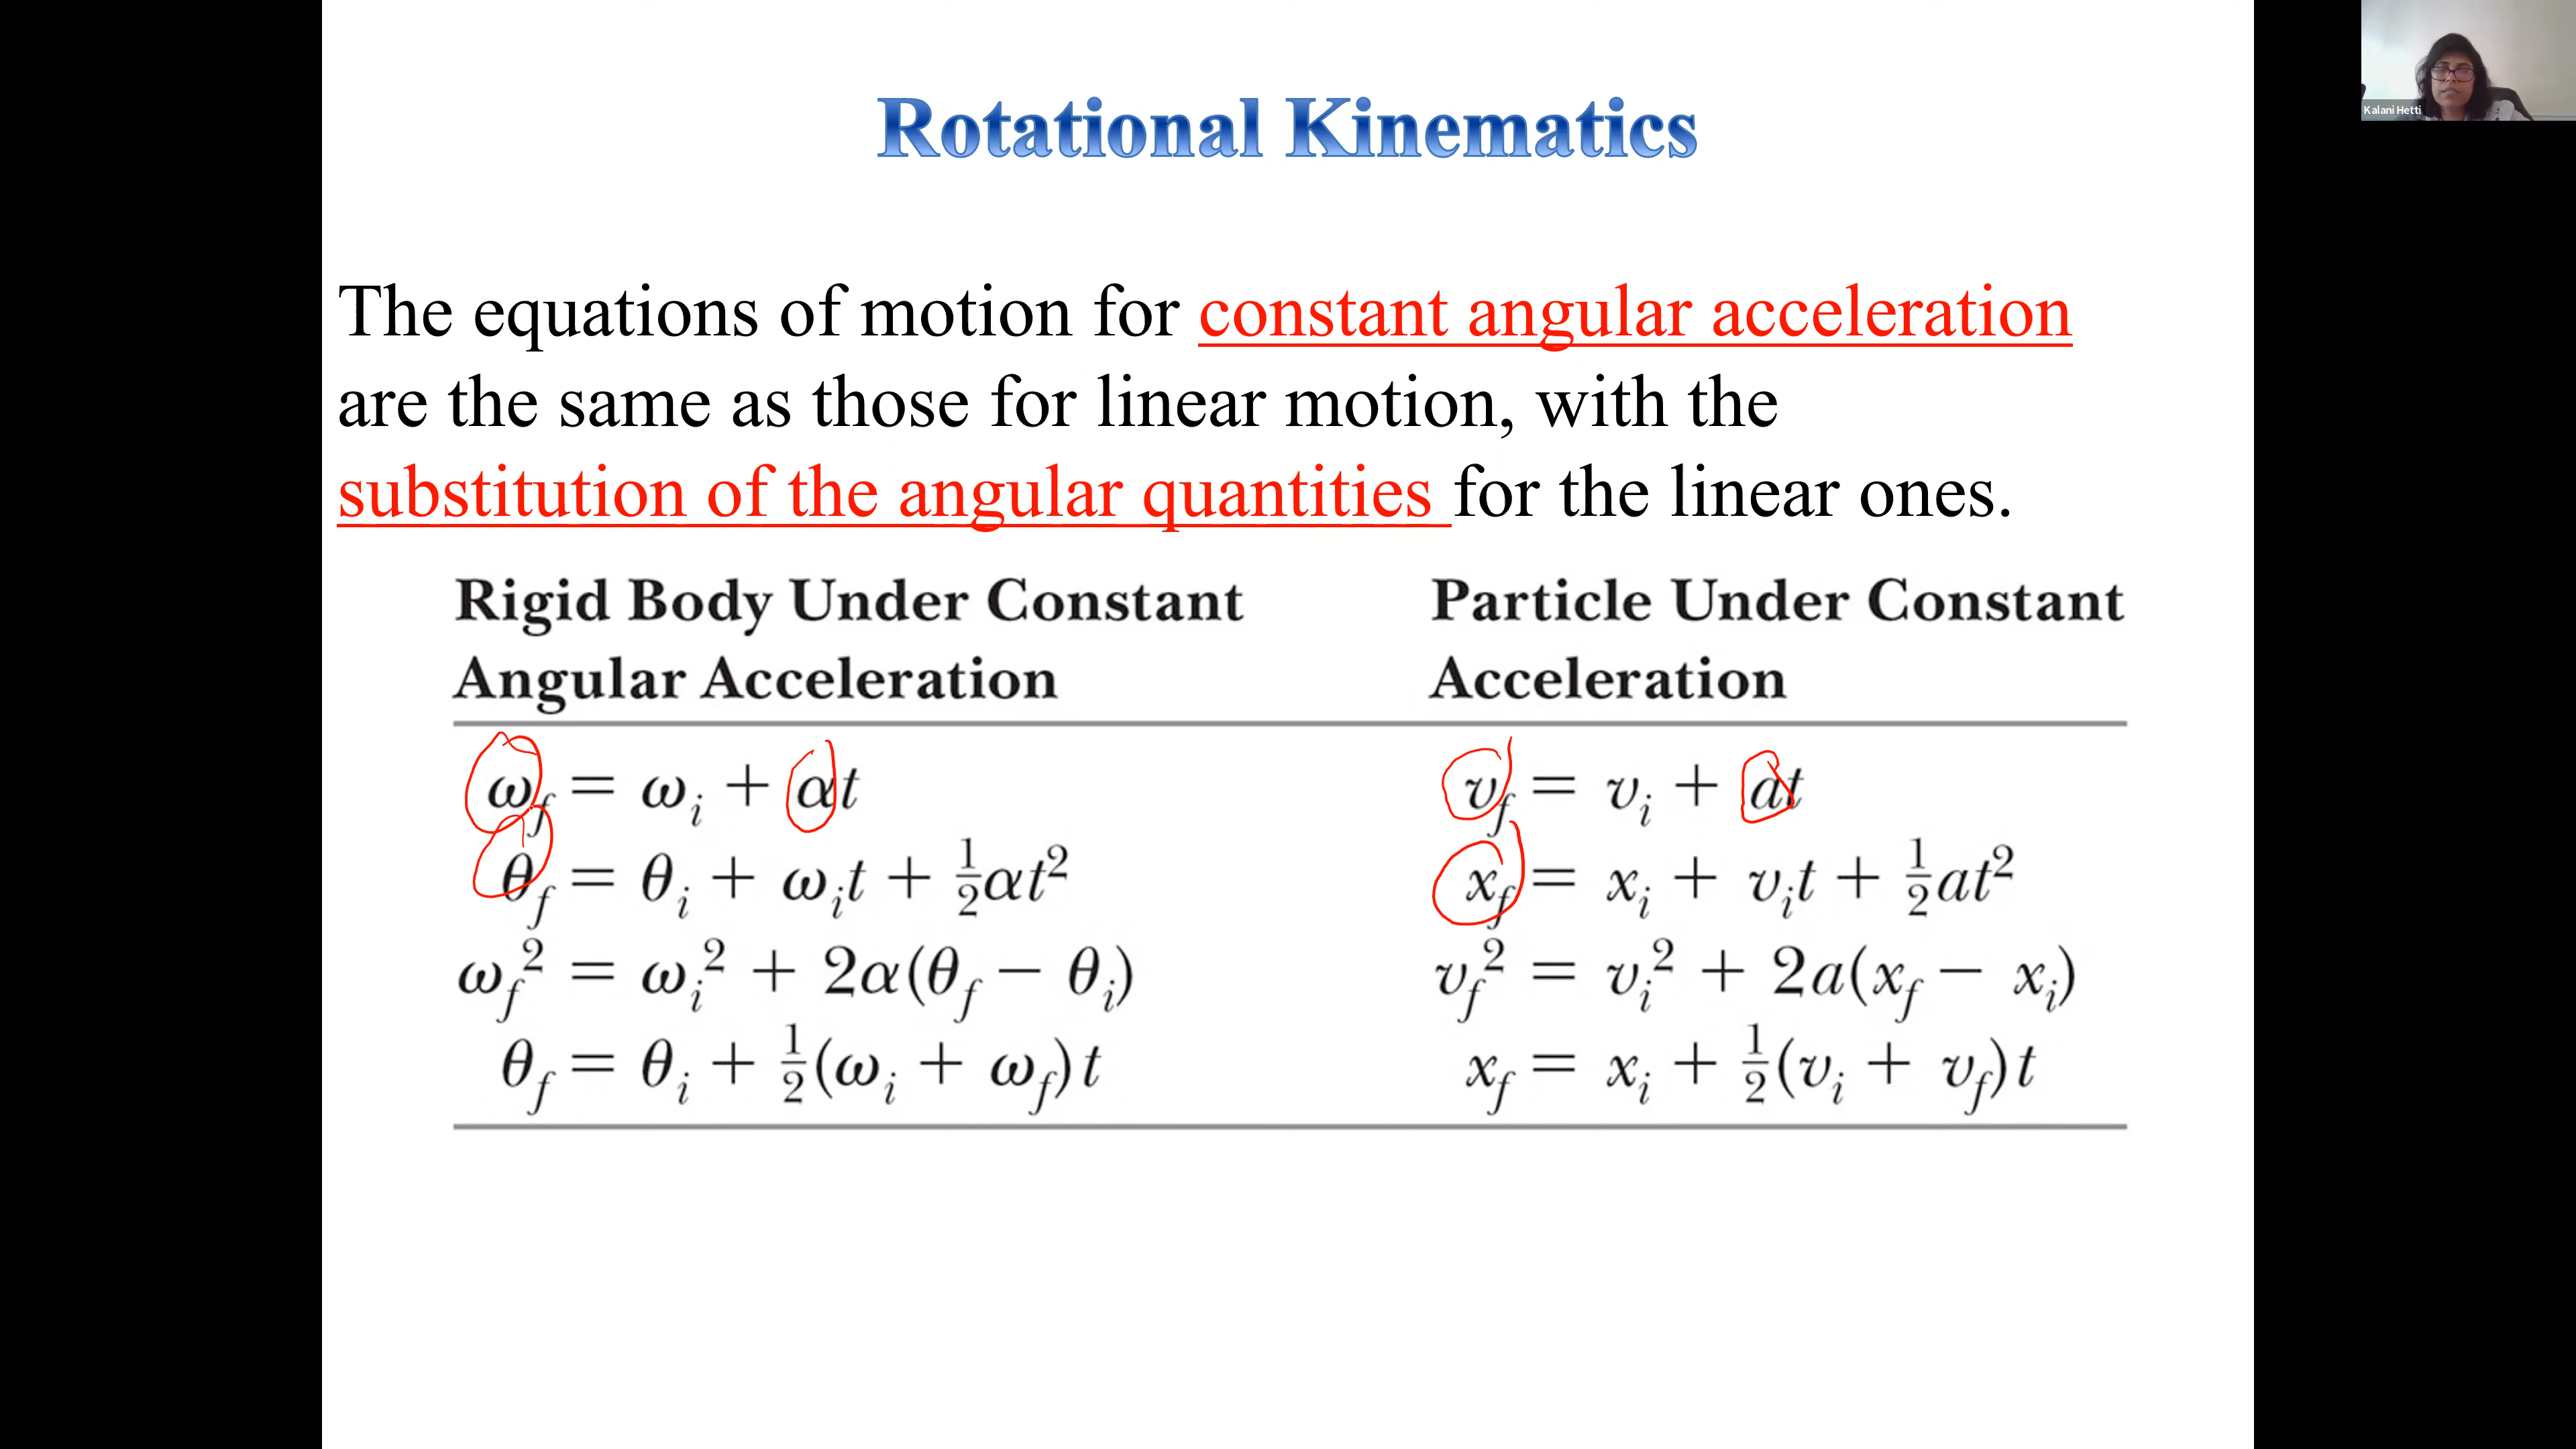 Rotational Kinematics
Kalani Hetti
The equations of motion for constant angular acceleration
are the same as those for linear motion, with the
substitution of the angular quantities for the linear ones.
Rigid Body Under Constant
Angular Acceleration
Particle Under Constant
Acceleration
ω_f = ω_i + αt
v_f = v_i + at
θ_f = θ_i + ω_i t + ½αt²
x_f = x_i + v_i t + ½at²
ω_f² = ω_i² + 2α(θ_f − θ_i)
v_f² = v_i² + 2a(x_f − x_i)
θ_f = θ_i + ½(ω_i + ω_f)t
x_f = x_i + ½(v_i + v_f)t